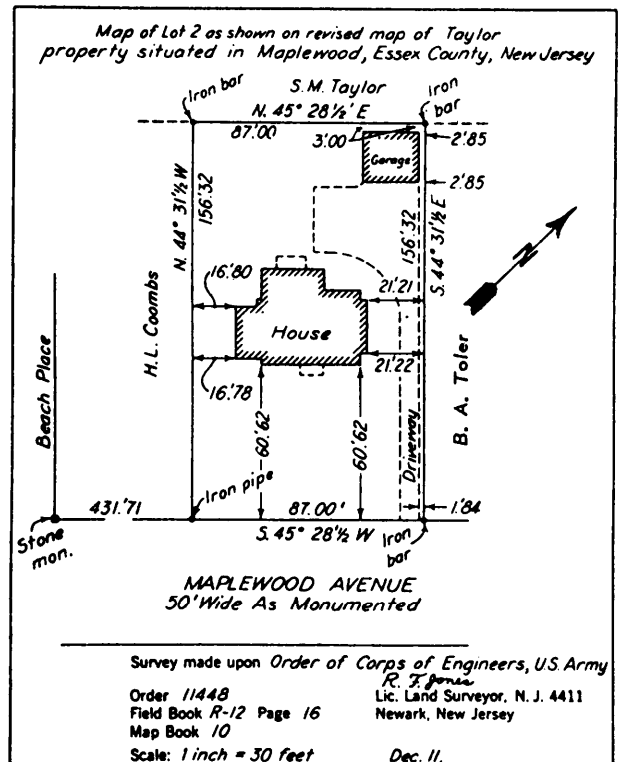 Map of Lot 2 as shown on revised map of Taylor
property situated in Maplewood, Essex County, New Jersey
S.M. Taylor
Iron bar
N. 45° 28½' E
Iron
bar
87.'00
3.'00
2.'85
Garage
2.'85
N. 44° 31½ W
156.'32
156.'32
S. 44° 31½ E
N
16.'80
21.'21
H.L. Coombs
House
Beach Place
16.'78
21.'22
B. A. Toler
60.'62
60.'62
Driveway
Iron pipe
431.'71
87.00'
1.'84
Stone
mon.
S. 45° 28½ W
Iron
bar
MAPLEWOOD AVENUE
50' Wide As Monumented
Survey made upon Order of Corps of Engineers, U.S. Army
R. F. Jones
Order 11448
Lic. Land Surveyor, N. J. 4411
Field Book R-12 Page 16
Newark, New Jersey
Map Book 10
Scale: 1 inch = 30 feet
Dec. 11.